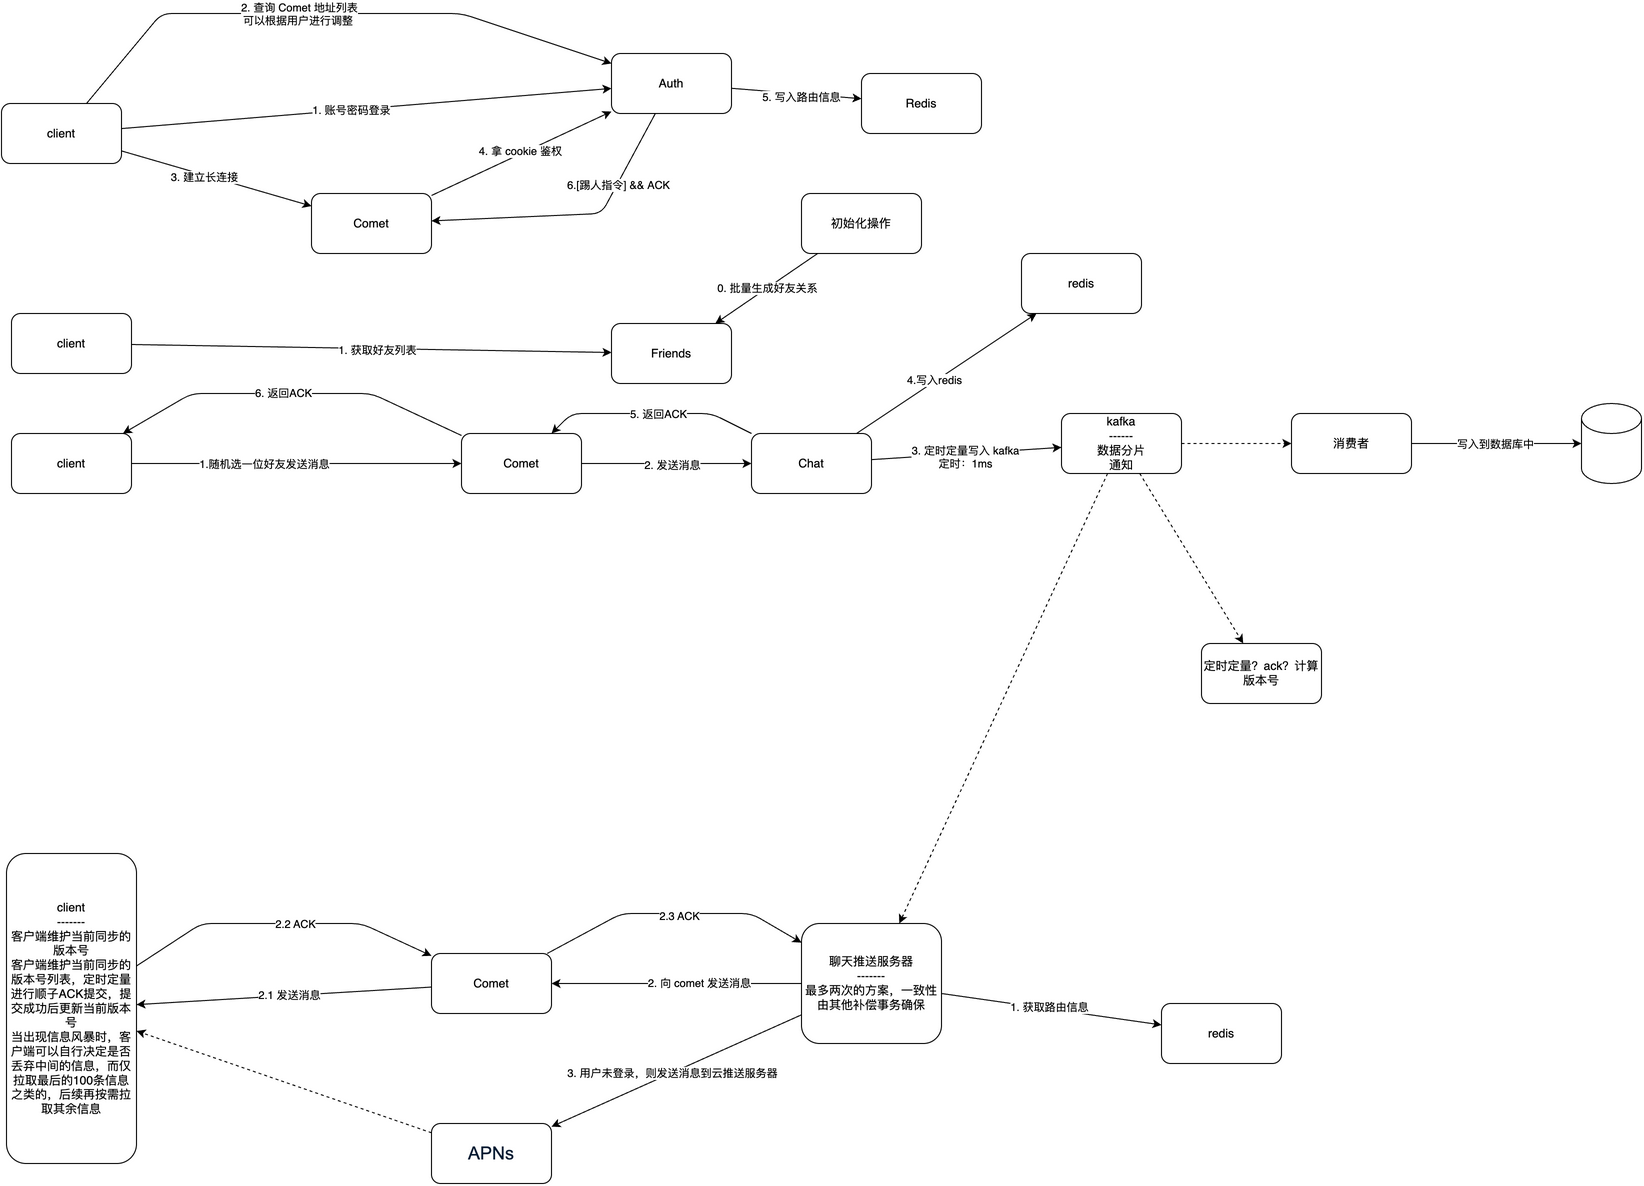 2. 查询 Comet 地址列表
可以根据用户进行调整
Auth
5. 写入路由信息
Redis
1. 账号密码登录
client
4. 拿 cookie 鉴权
3. 建立长连接
6.[踢人指令] && ACK
Comet
初始化操作
0. 批量生成好友关系
redis
client
1. 获取好友列表
Friends
4.写入redis
6. 返回ACK
5. 返回ACK
client
1.随机选一位好友发送消息
Comet
2. 发送消息
Chat
3. 定时定量写入 kafka
定时：1ms
kafka
------
数据分片
通知
消费者
写入到数据库中
定时定量？ack？计算
版本号
client
-------
客户端维护当前同步的
版本号
客户端维护当前同步的
版本号列表，定时定量
进行顺子ACK提交，提
交成功后更新当前版本
号
当出现信息风暴时，客
户端可以自行决定是否
丢弃中间的信息，而仅
拉取最后的100条信息
之类的，后续再按需拉
取其余信息
2.2 ACK
2.3 ACK
Comet
2.1 发送消息
2. 向 comet 发送消息
聊天推送服务器
-------
最多两次的方案，一致性
由其他补偿事务确保
1. 获取路由信息
redis
3. 用户未登录，则发送消息到云推送服务器
APNs